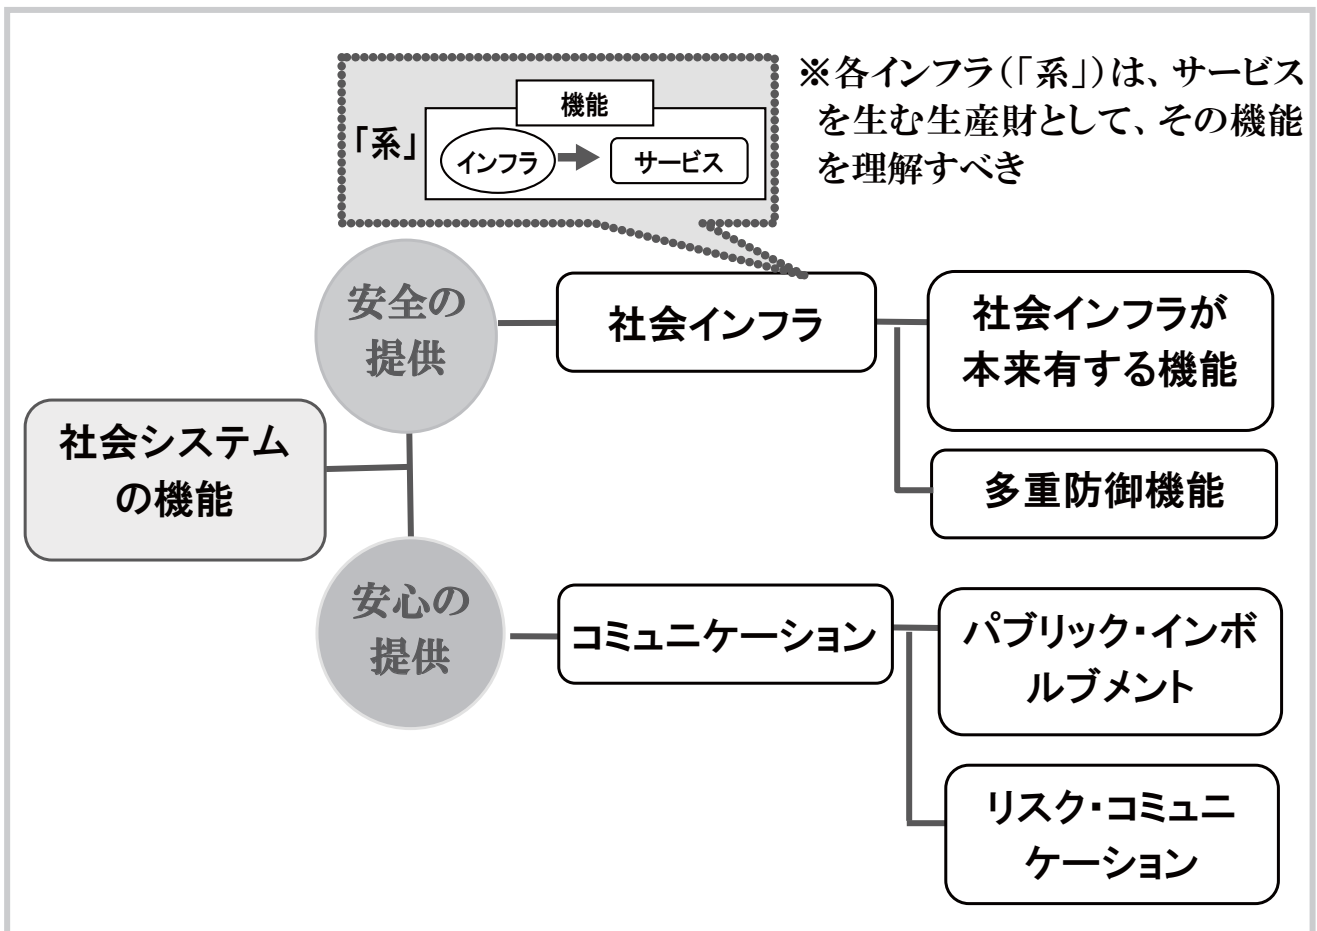 ※各インフラ(「系」)は、サービス
を生む生産財として、その機能
を理解すべき
機能
「系」
インフラ
サービス
安全の
提供
社会インフラ
社会インフラが
本来有する機能
社会システム
の機能
多重防御機能
安心の
提供
コミュニケーション
パブリック・インボ
ルブメント
リスク・コミュニ
ケーション